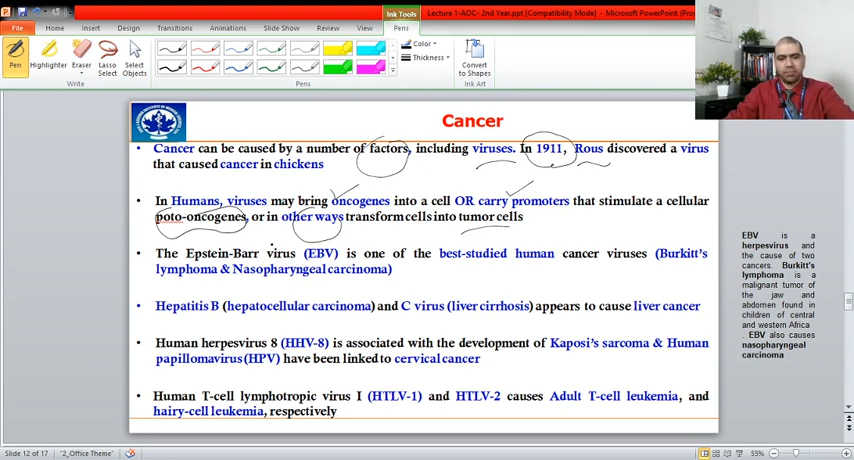 Ink Tools
Lecture 1-AOC- 2nd Year.ppt [Compatibility Mode] - Microsoft PowerPoint (Pro
File Home Insert Design Transitions Animations Slide Show Review View Pens
Pen Highlighter Eraser Lasso Select Select Objects
Color
Thickness
Convert to Shapes
Write Pens Ink Art
Cancer
• Cancer can be caused by a number of factors, including viruses. In 1911, Rous discovered a virus
that caused cancer in chickens
• In Humans, viruses may bring oncogenes into a cell OR carry promoters that stimulate a cellular
poto-oncogenes, or in other ways transform cells into tumor cells
• The Epstein-Barr virus (EBV) is one of the best-studied human cancer viruses (Burkitt's
lymphoma & Nasopharyngeal carcinoma)
• Hepatitis B (hepatocellular carcinoma) and C virus (liver cirrhosis) appears to cause liver cancer
• Human herpesvirus 8 (HHV-8) is associated with the development of Kaposi's sarcoma & Human
papillomavirus (HPV) have been linked to cervical cancer
• Human T-cell lymphotropic virus I (HTLV-1) and HTLV-2 causes Adult T-cell leukemia, and
hairy-cell leukemia, respectively
EBV is a
herpesvirus and
the cause of two
cancers. Burkitt's
lymphoma is a
malignant tumor of
the jaw and
abdomen found in
children of central
and western Africa
. EBV also causes
nasopharyngeal
carcinoma
Slide 12 of 17 "2_Office Theme" 55%